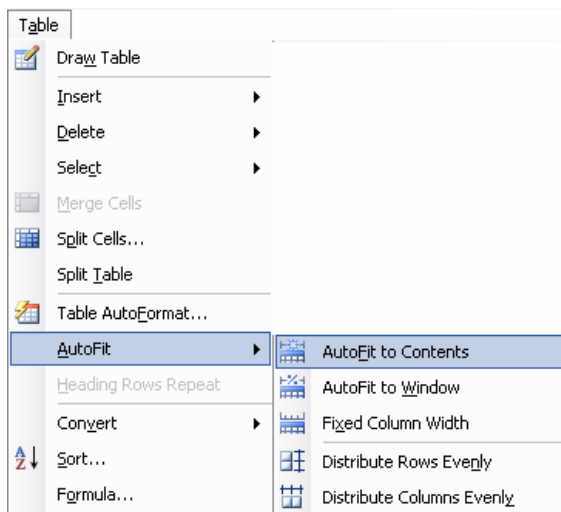 Table
Draw Table
Insert
Delete
Select
Merge Cells
Split Cells...
Split Table
Table AutoFormat...
AutoFit
Heading Rows Repeat
Convert
Sort...
Formula...
AutoFit to Contents
AutoFit to Window
Fixed Column Width
Distribute Rows Evenly
Distribute Columns Evenly